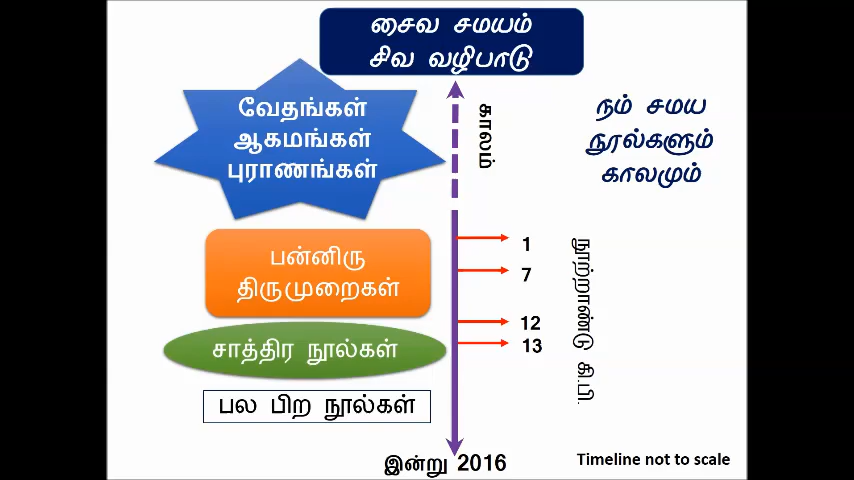 சைவ சமயம்
சிவ வழிபாடு
வேதங்கள்
ஆகமங்கள்
புராணங்கள்
காலம்
நம் சமய
நூல்களும்
காலமும்
பன்னிரு
திருமுறைகள்
1
7
12
13
நூற்றாண்டு கி.பி.
சாத்திர நூல்கள்
பல பிற நூல்கள்
இன்று 2016
Timeline not to scale